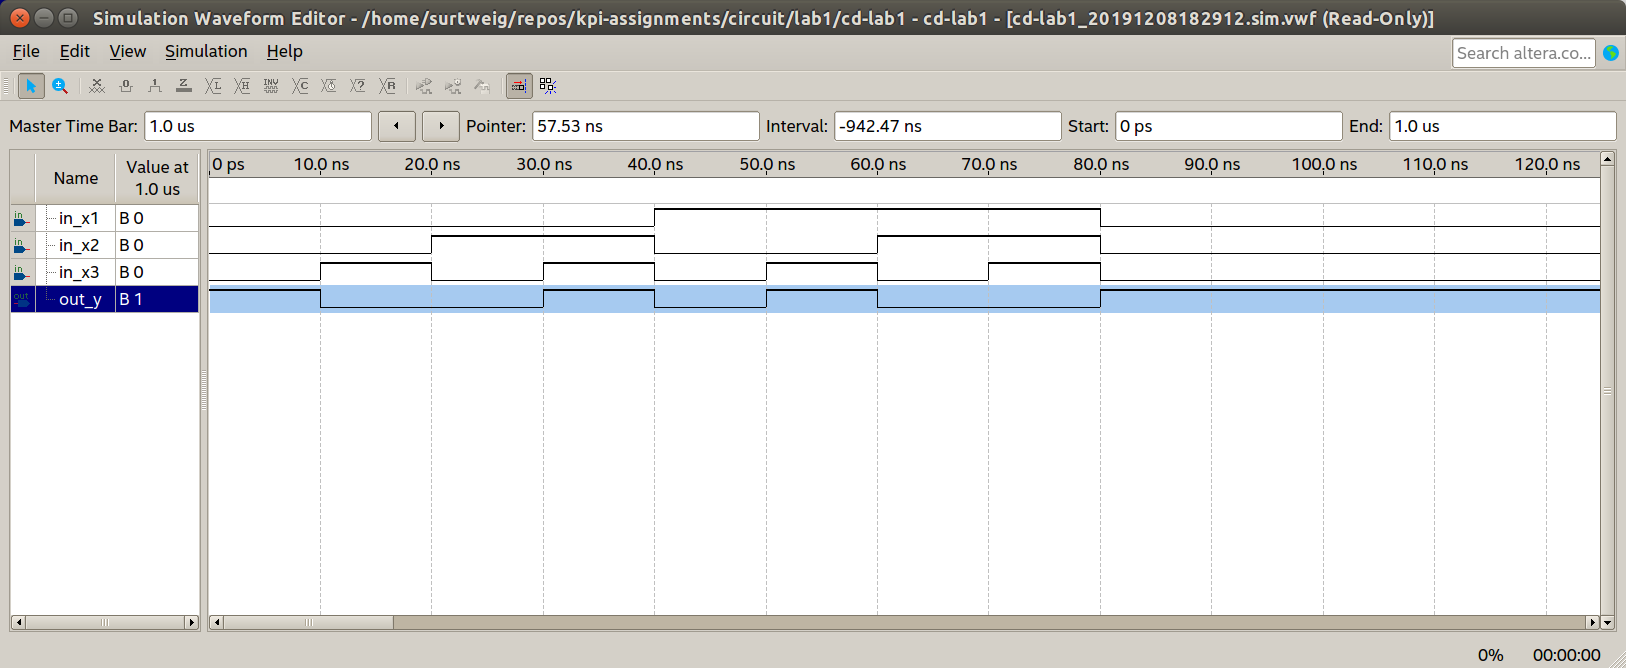 Simulation Waveform Editor - /home/surtweig/repos/kpi-assignments/circuit/lab1/cd-lab1 - cd-lab1 - [cd-lab1_20191208182912.sim.vwf (Read-Only)]
File Edit View Simulation Help
Search altera.co...
Master Time Bar: 1.0 us Pointer: 57.53 ns Interval: -942.47 ns Start: 0 ps End: 1.0 us
Name Value at 1.0 us
0 ps 10.0 ns 20.0 ns 30.0 ns 40.0 ns 50.0 ns 60.0 ns 70.0 ns 80.0 ns 90.0 ns 100.0 ns 110.0 ns 120.0 ns
in in_x1 B 0
in in_x2 B 0
in in_x3 B 0
out out_y B 1
0% 00:00:00